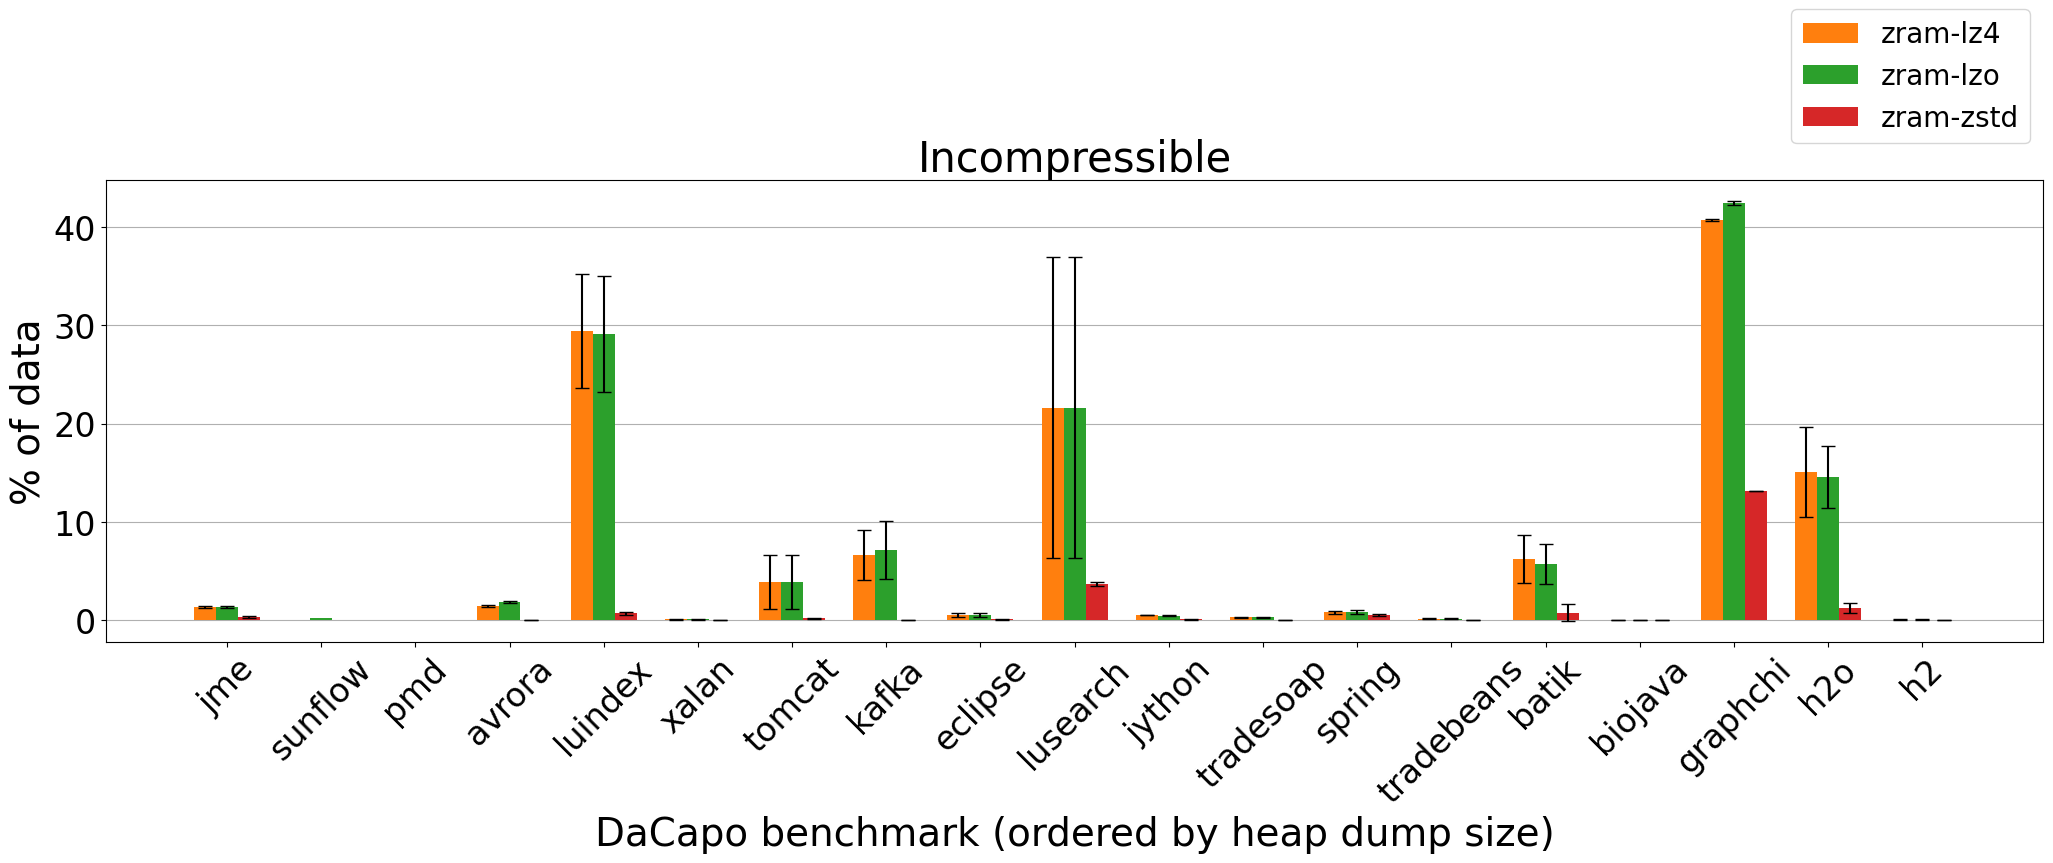 zram-lz4
zram-lzo
zram-zstd
Incompressible
% of data
40
30
20
10
0
jme
sunflow
pmd
avrora
luindex
xalan
tomcat
kafka
eclipse
lusearch
jython
tradesoap
spring
tradebeans
batik
biojava
graphchi
h2o
h2
DaCapo benchmark (ordered by heap dump size)